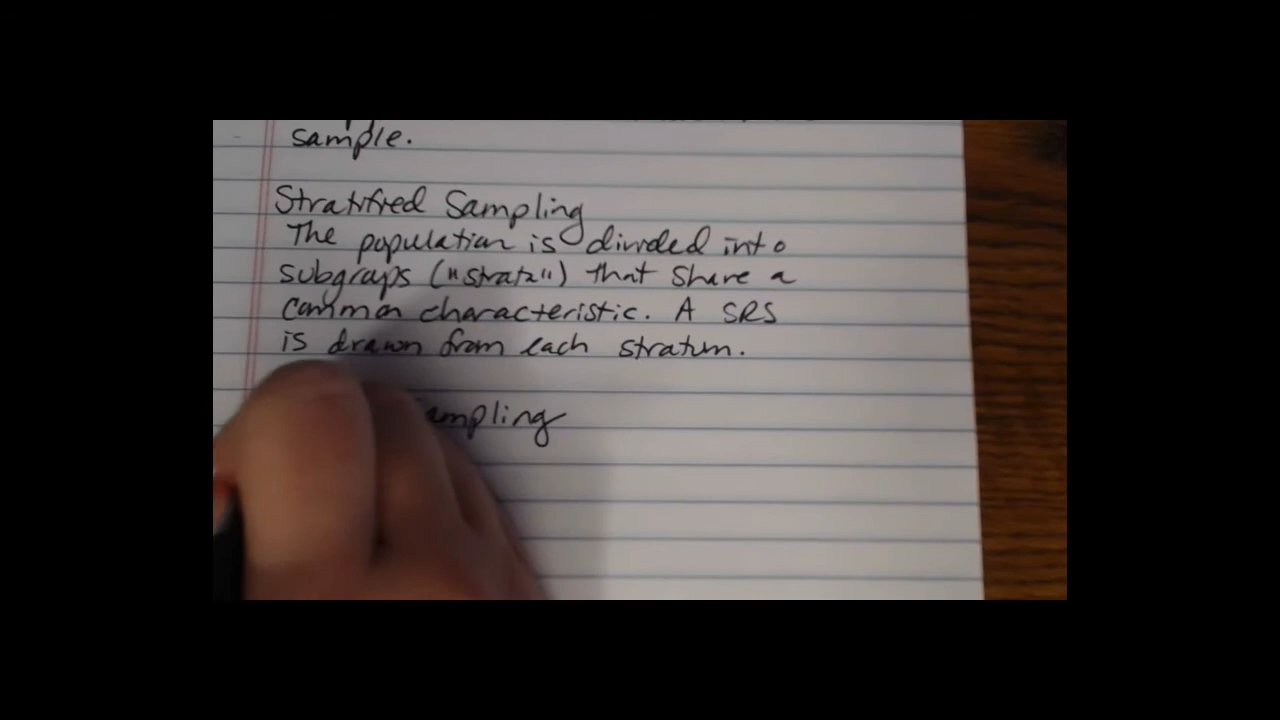 sample.
Stratified Sampling
The population is divided into
subgroups ("strata") that share a
common characteristic. A SRS
is drawn from each stratum.
ampling